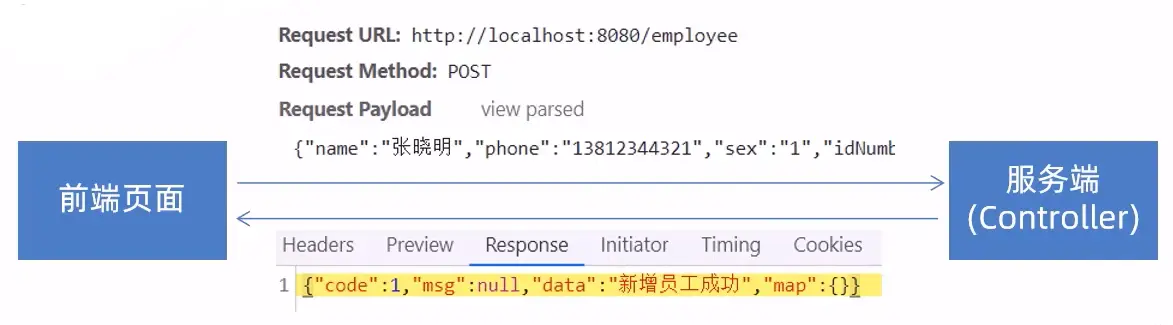 Request URL: http://localhost:8080/employee
Request Method: POST
Request Payload view parsed
{"name":"张晓明","phone":"13812344321","sex":"1","idNumb
前端页面
服务端
(Controller)
Headers Preview Response Initiator Timing Cookies
1 {"code":1,"msg":null,"data":"新增员工成功","map":{}}